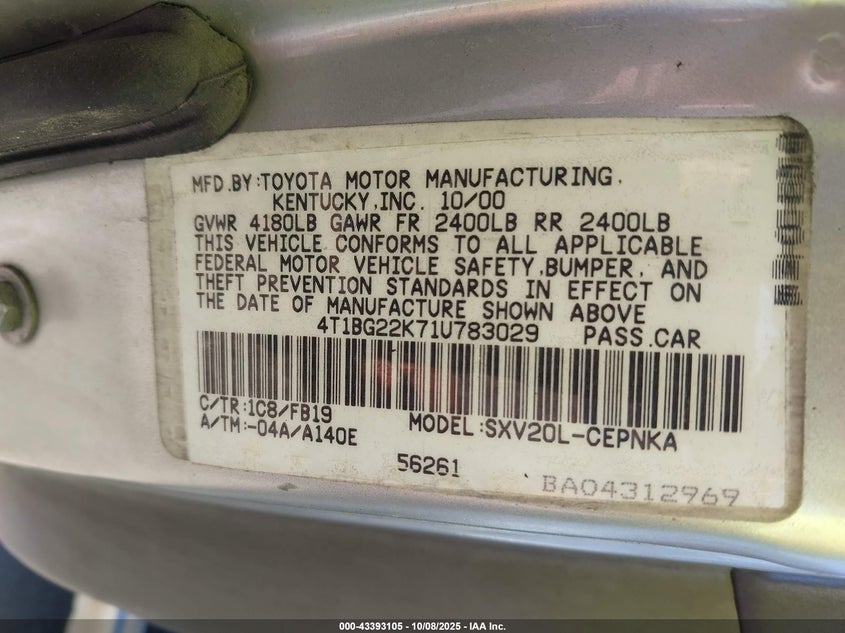 MFD.BY:TOYOTA MOTOR MANUFACTURING,
KENTUCKY,INC. 10/00
GVWR 4180LB GAWR FR 2400LB RR 2400LB
THIS VEHICLE CONFORMS TO ALL APPLICABLE
FEDERAL MOTOR VEHICLE SAFETY,BUMPER, AND
THEFT PREVENTION STANDARDS IN EFFECT ON
THE DATE OF MANUFACTURE SHOWN ABOVE
4T1BG22K71U783029 PASS.CAR
C/TR:1C8/FB19
A/TM:-04A/A140E
MODEL:SXV20L-CEPNKA
56261
BA04312969
000-43393105 - 10/08/2025 - IAA Inc.